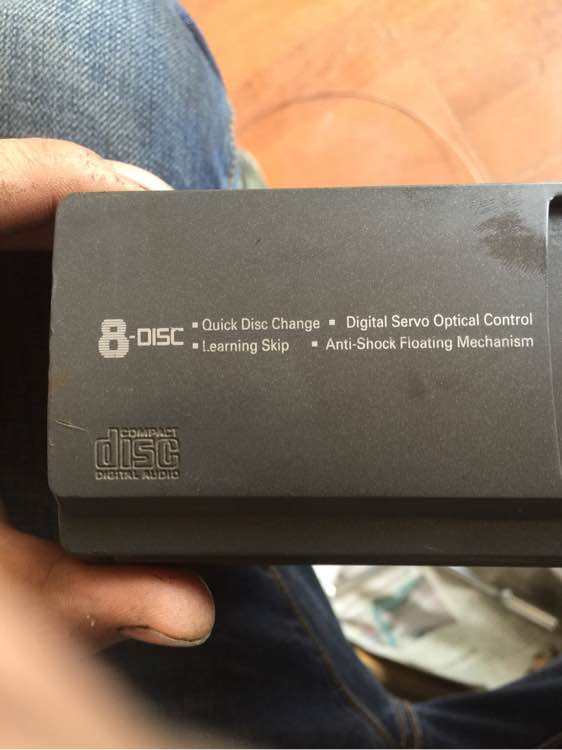 8-DISC
▪ Quick Disc Change ▪ Digital Servo Optical Control
▪ Learning Skip ▪ Anti-Shock Floating Mechanism
COMPACT
disc
DIGITAL AUDIO